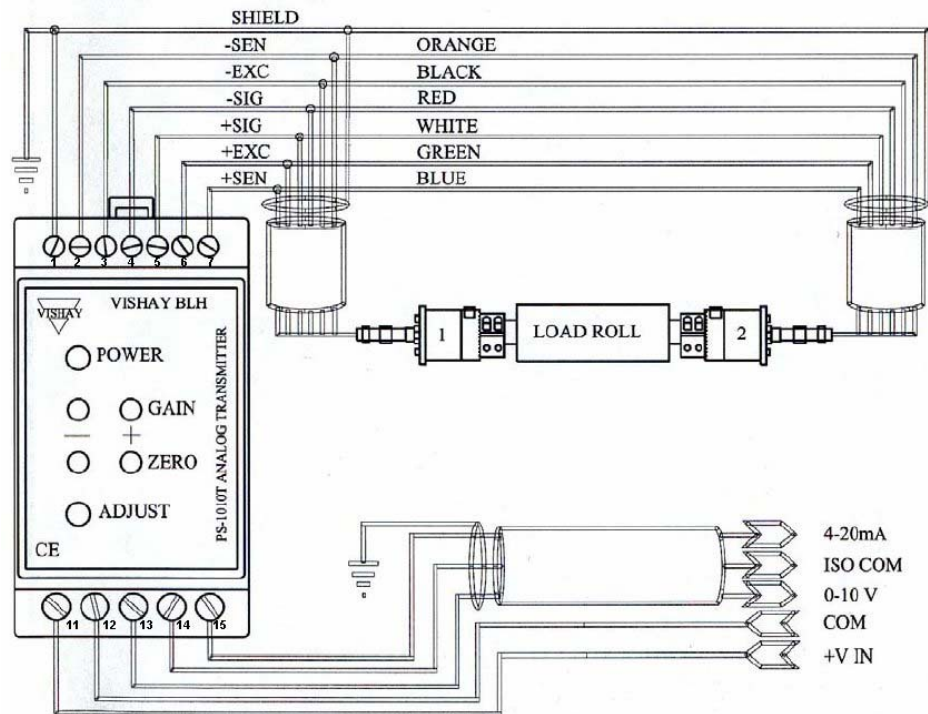 SHIELD
-SEN ORANGE
-EXC BLACK
-SIG RED
+SIG WHITE
+EXC GREEN
+SEN BLUE
1 2 3 4 5 6 7
VISHAY VISHAY BLH
POWER
GAIN
- +
ZERO
ADJUST
CE
PS-1010T ANALOG TRANSMITTER
1 LOAD ROLL 2
11 12 13 14 15
4-20mA
ISO COM
0-10 V
COM
+V IN